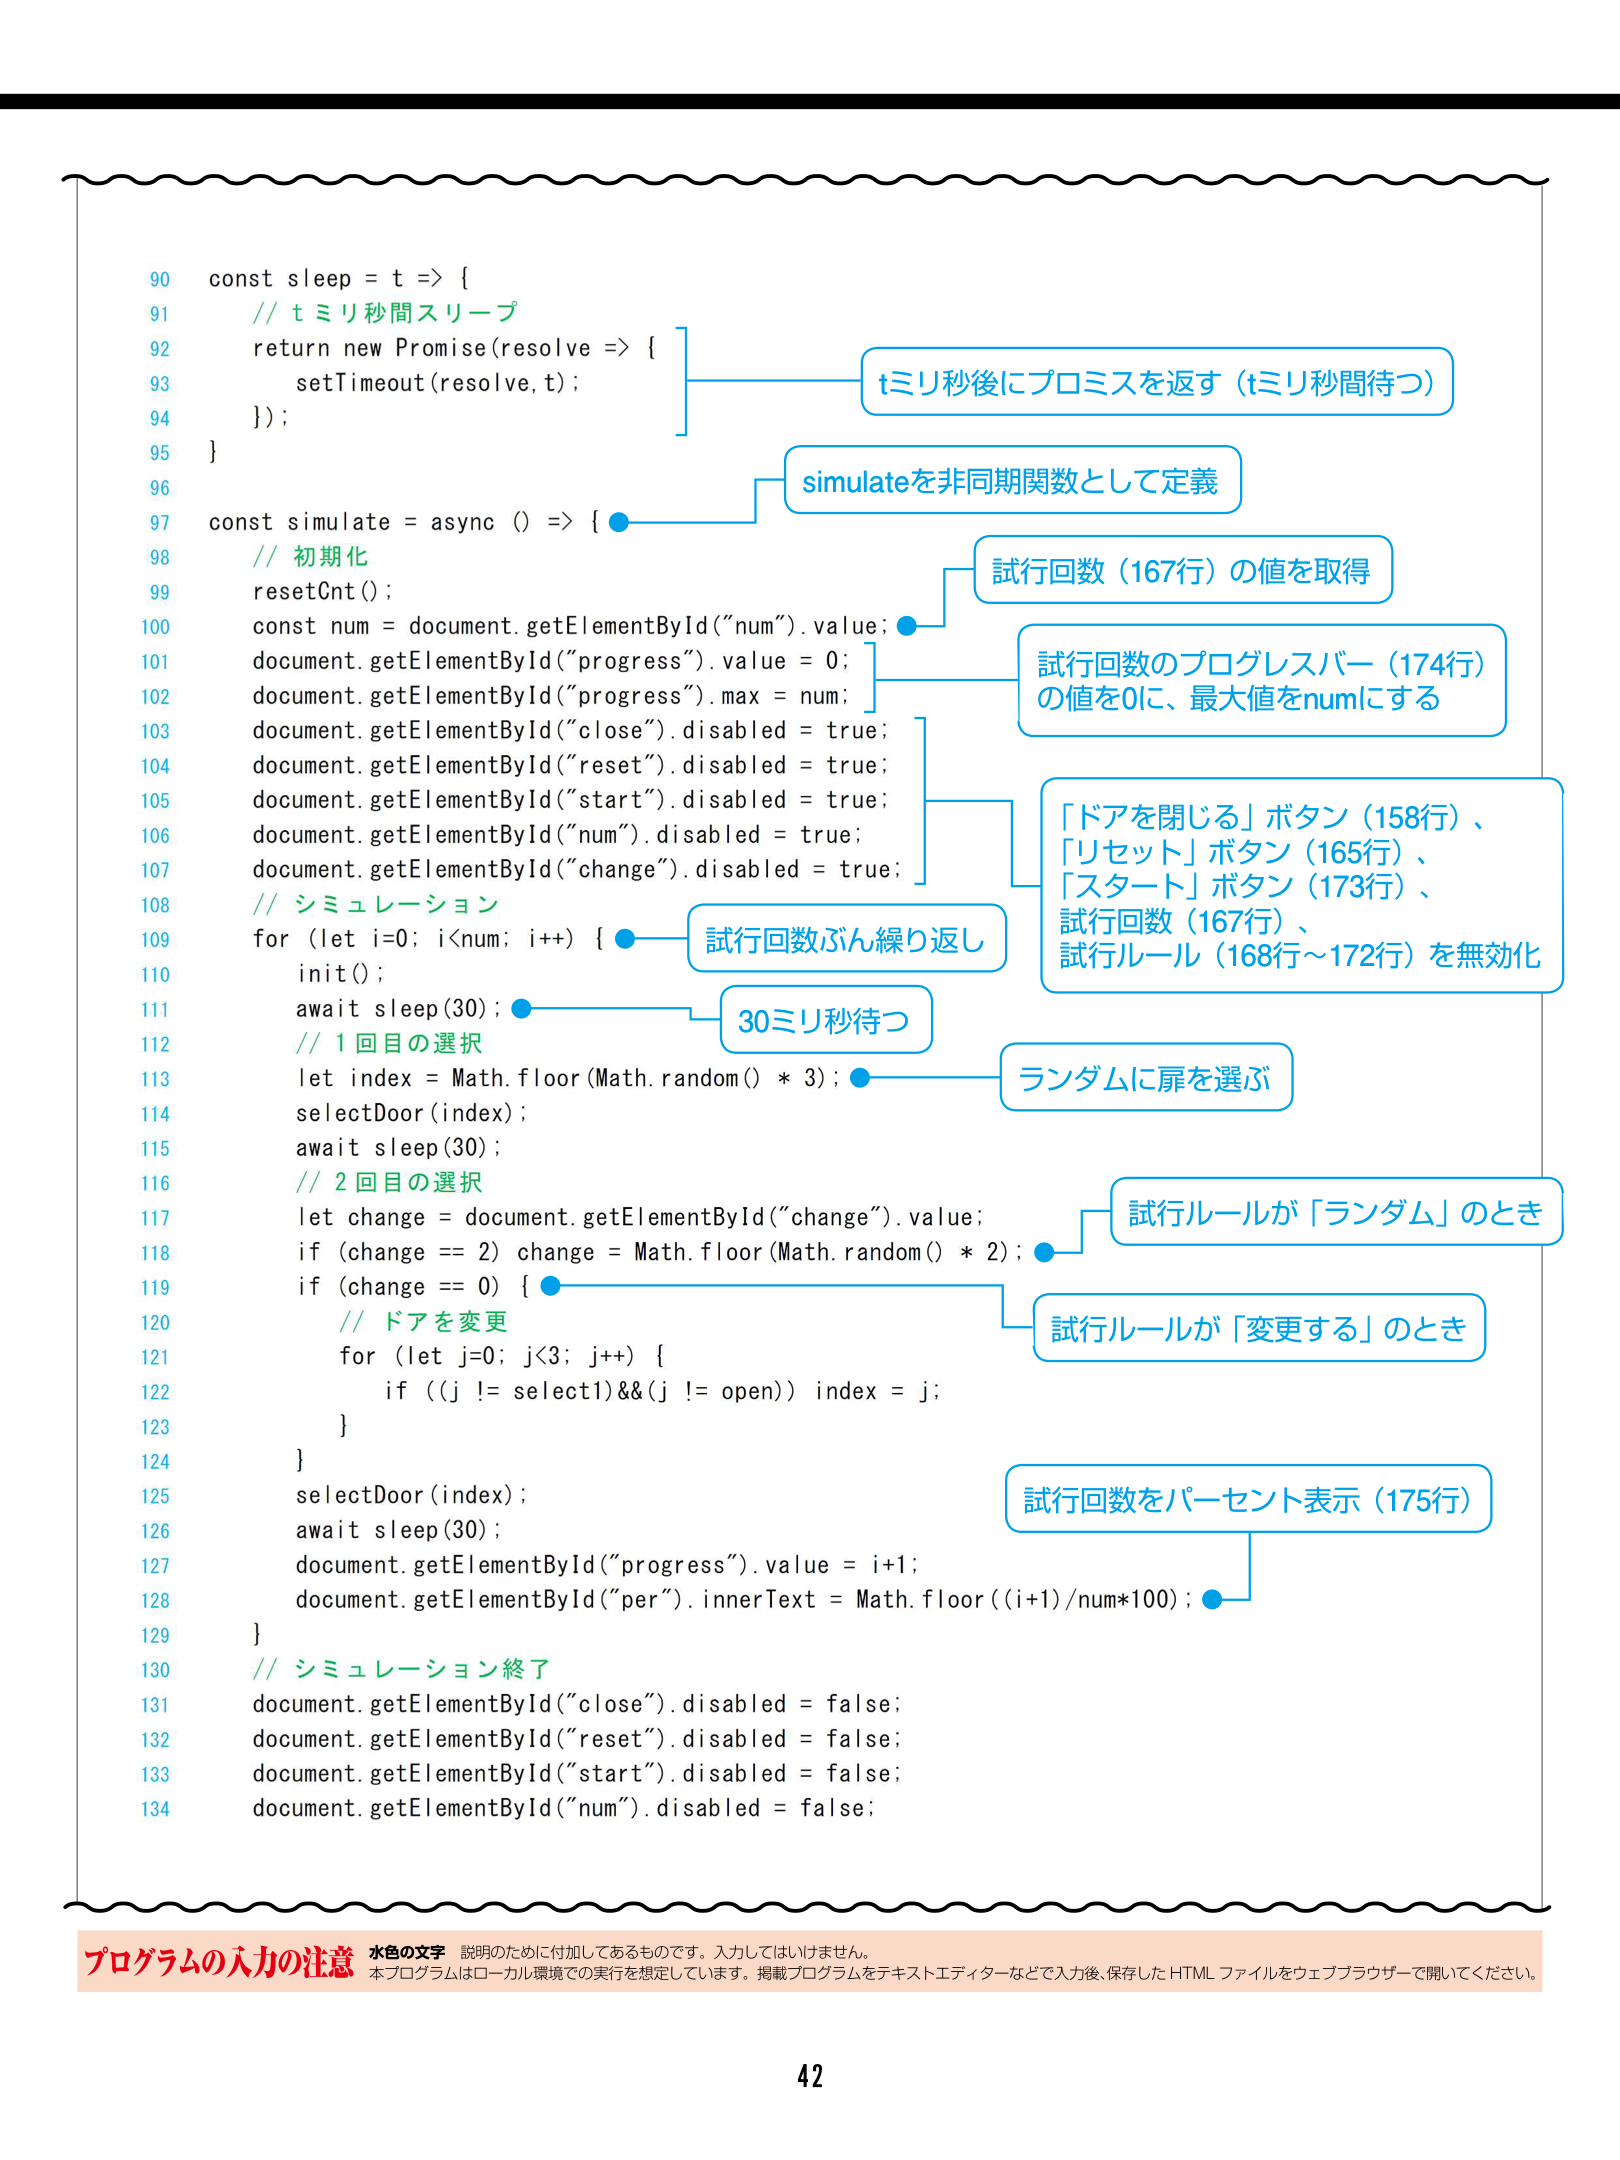 90 const sleep = t => {
91 // t ミリ秒間スリープ
92 return new Promise(resolve => {
93 setTimeout(resolve,t);
94 });
95 }
tミリ秒後にプロミスを返す（tミリ秒間待つ）
96
simulateを非同期関数として定義
97 const simulate = async () => {
98 // 初期化
99 resetCnt();
試行回数（167行）の値を取得
100 const num = document.getElementById("num").value;
101 document.getElementById("progress").value = 0;
102 document.getElementById("progress").max = num;
試行回数のプログレスバー（174行）
の値を0に、最大値をnumにする
103 document.getElementById("close").disabled = true;
104 document.getElementById("reset").disabled = true;
105 document.getElementById("start").disabled = true;
106 document.getElementById("num").disabled = true;
107 document.getElementById("change").disabled = true;
「ドアを閉じる」ボタン（158行）、
「リセット」ボタン（165行）、
「スタート」ボタン（173行）、
試行回数（167行）、
試行ルール（168行～172行）を無効化
108 // シミュレーション
109 for (let i=0; i<num; i++) {
試行回数ぶん繰り返し
110 init();
111 await sleep(30);
30ミリ秒待つ
112 // 1回目の選択
113 let index = Math.floor(Math.random() * 3);
ランダムに扉を選ぶ
114 selectDoor(index);
115 await sleep(30);
116 // 2回目の選択
117 let change = document.getElementById("change").value;
118 if (change == 2) change = Math.floor(Math.random() * 2);
試行ルールが「ランダム」のとき
119 if (change == 0) {
試行ルールが「変更する」のとき
120 // ドアを変更
121 for (let j=0; j<3; j++) {
122 if ((j != select1)&&(j != open)) index = j;
123 }
124 }
125 selectDoor(index);
126 await sleep(30);
127 document.getElementById("progress").value = i+1;
128 document.getElementById("per").innerText = Math.floor((i+1)/num*100);
試行回数をパーセント表示（175行）
129 }
130 // シミュレーション終了
131 document.getElementById("close").disabled = false;
132 document.getElementById("reset").disabled = false;
133 document.getElementById("start").disabled = false;
134 document.getElementById("num").disabled = false;
プログラムの入力の注意
水色の文字 説明のために付加してあるものです。入力してはいけません。
本プログラムはローカル環境での実行を想定しています。掲載プログラムをテキストエディターなどで入力後、保存した HTML ファイルをウェブブラウザーで開いてください。
42